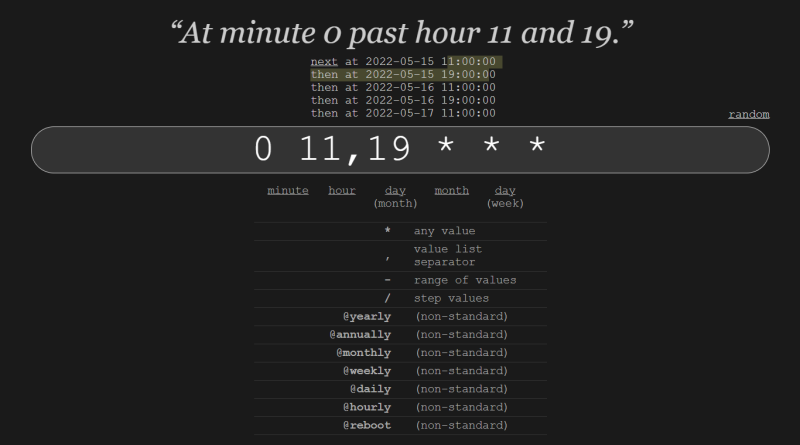 “At minute 0 past hour 11 and 19.”
next at 2022-05-15 11:00:00
then at 2022-05-15 19:00:00
then at 2022-05-16 11:00:00
then at 2022-05-16 19:00:00
then at 2022-05-17 11:00:00
random
0 11,19 * * *
minute hour day (month) month day (week)
* any value
, value list
separator
- range of values
/ step values
@yearly (non-standard)
@annually (non-standard)
@monthly (non-standard)
@weekly (non-standard)
@daily (non-standard)
@hourly (non-standard)
@reboot (non-standard)